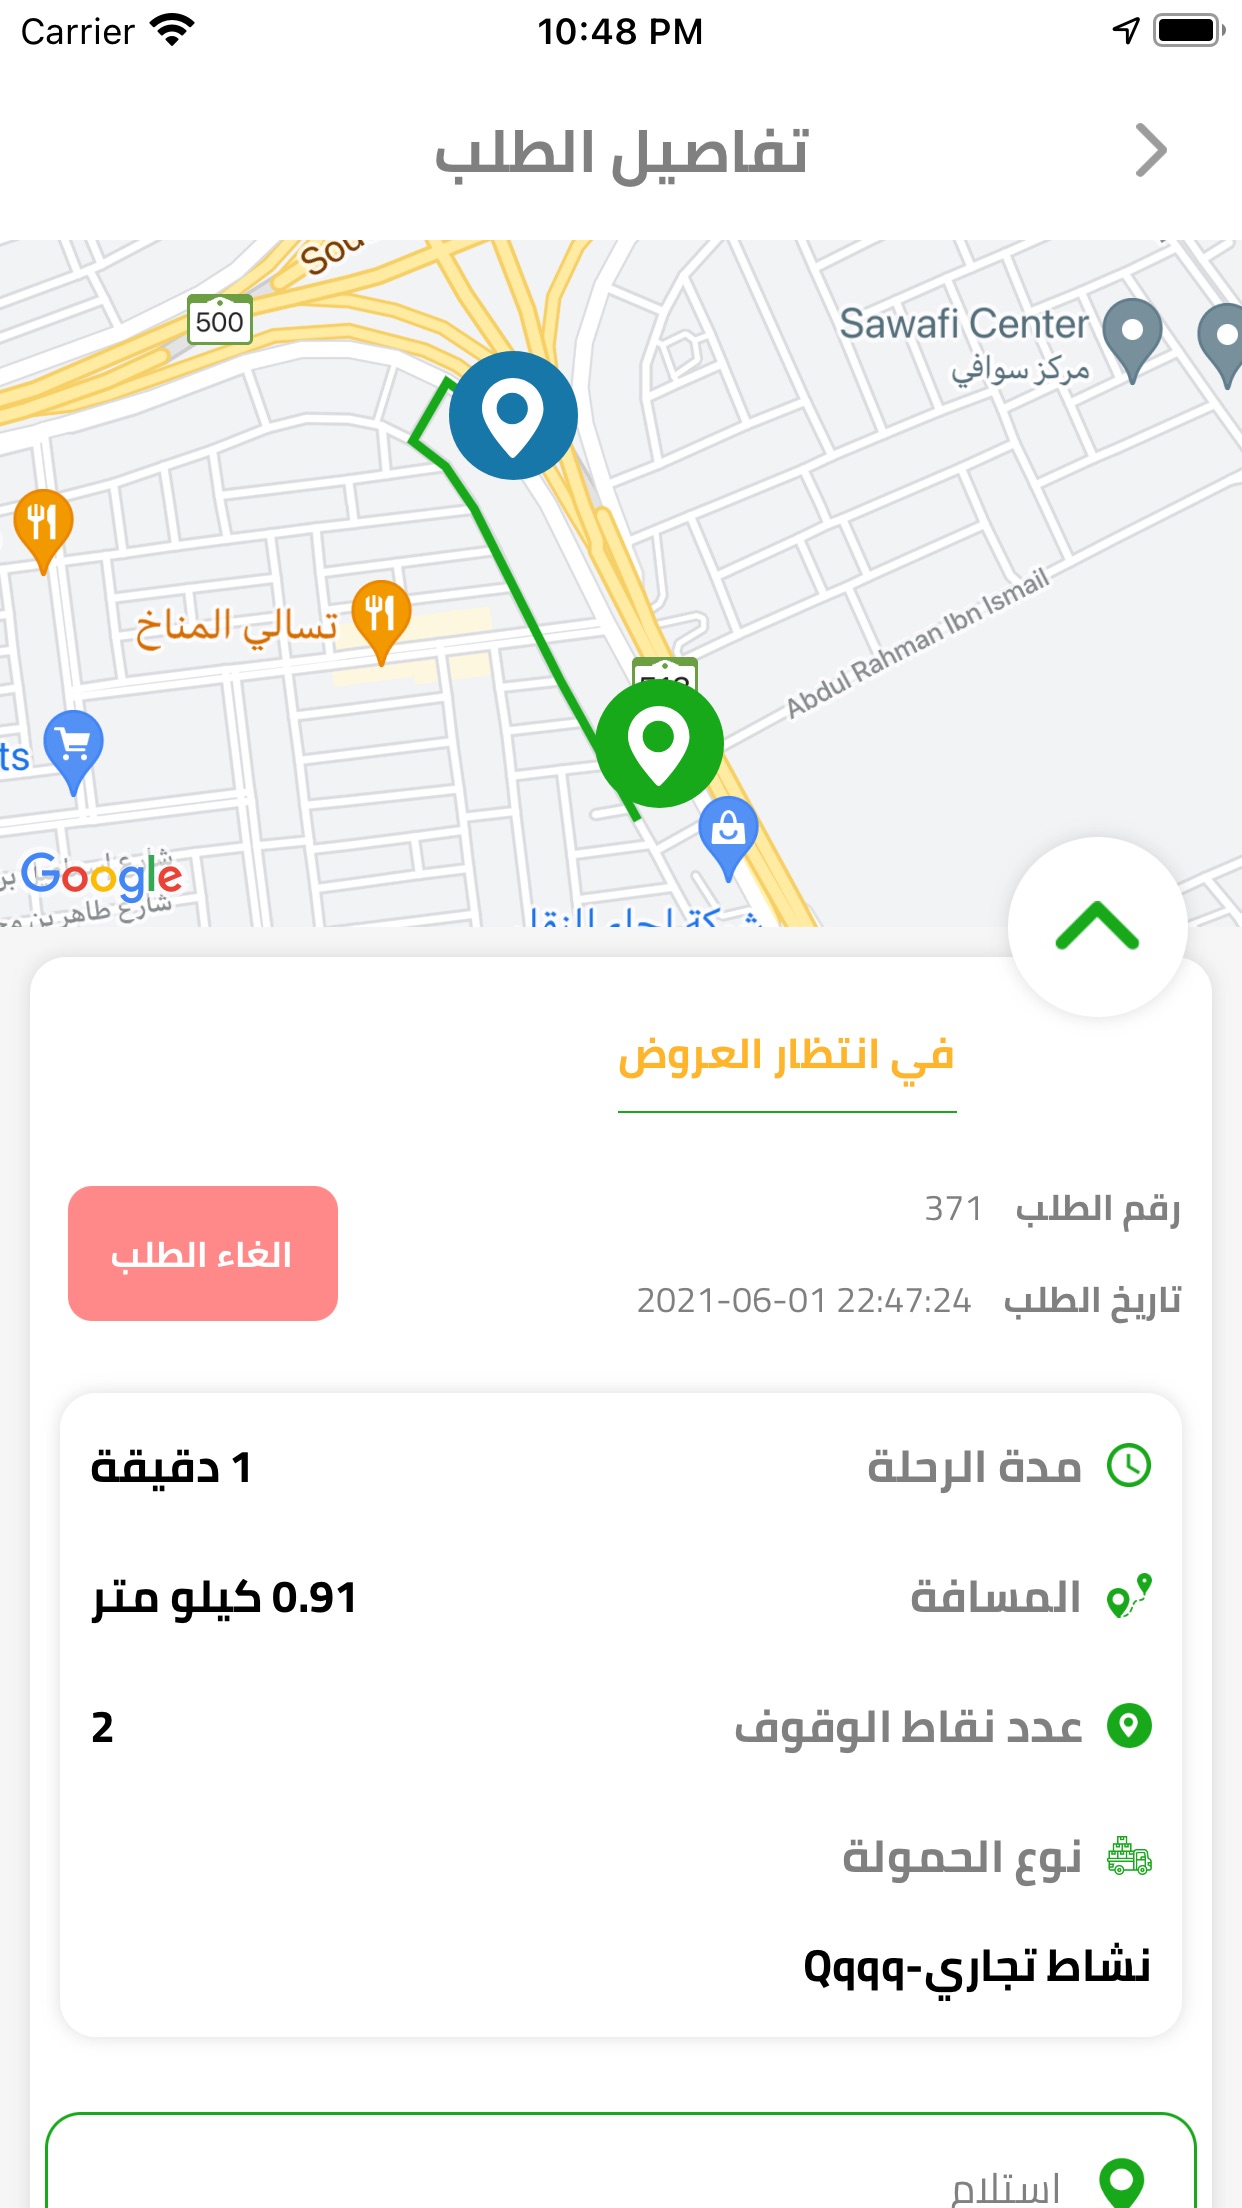 Carrier
10:48 PM
تفاصيل الطلب
500
Sawafi Center
مركز سوافي
تسالي المناخ
Abdul Rahman Ibn Ismail
ts
Google
في انتظار العروض
رقم الطلب 371
الغاء الطلب
تاريخ الطلب 2021-06-01 22:47:24
مدة الرحلة 1 دقيقة
المسافة 0.91 كيلو متر
عدد نقاط الوقوف 2
نوع الحمولة
نشاط تجاري-Qqqq
استلام